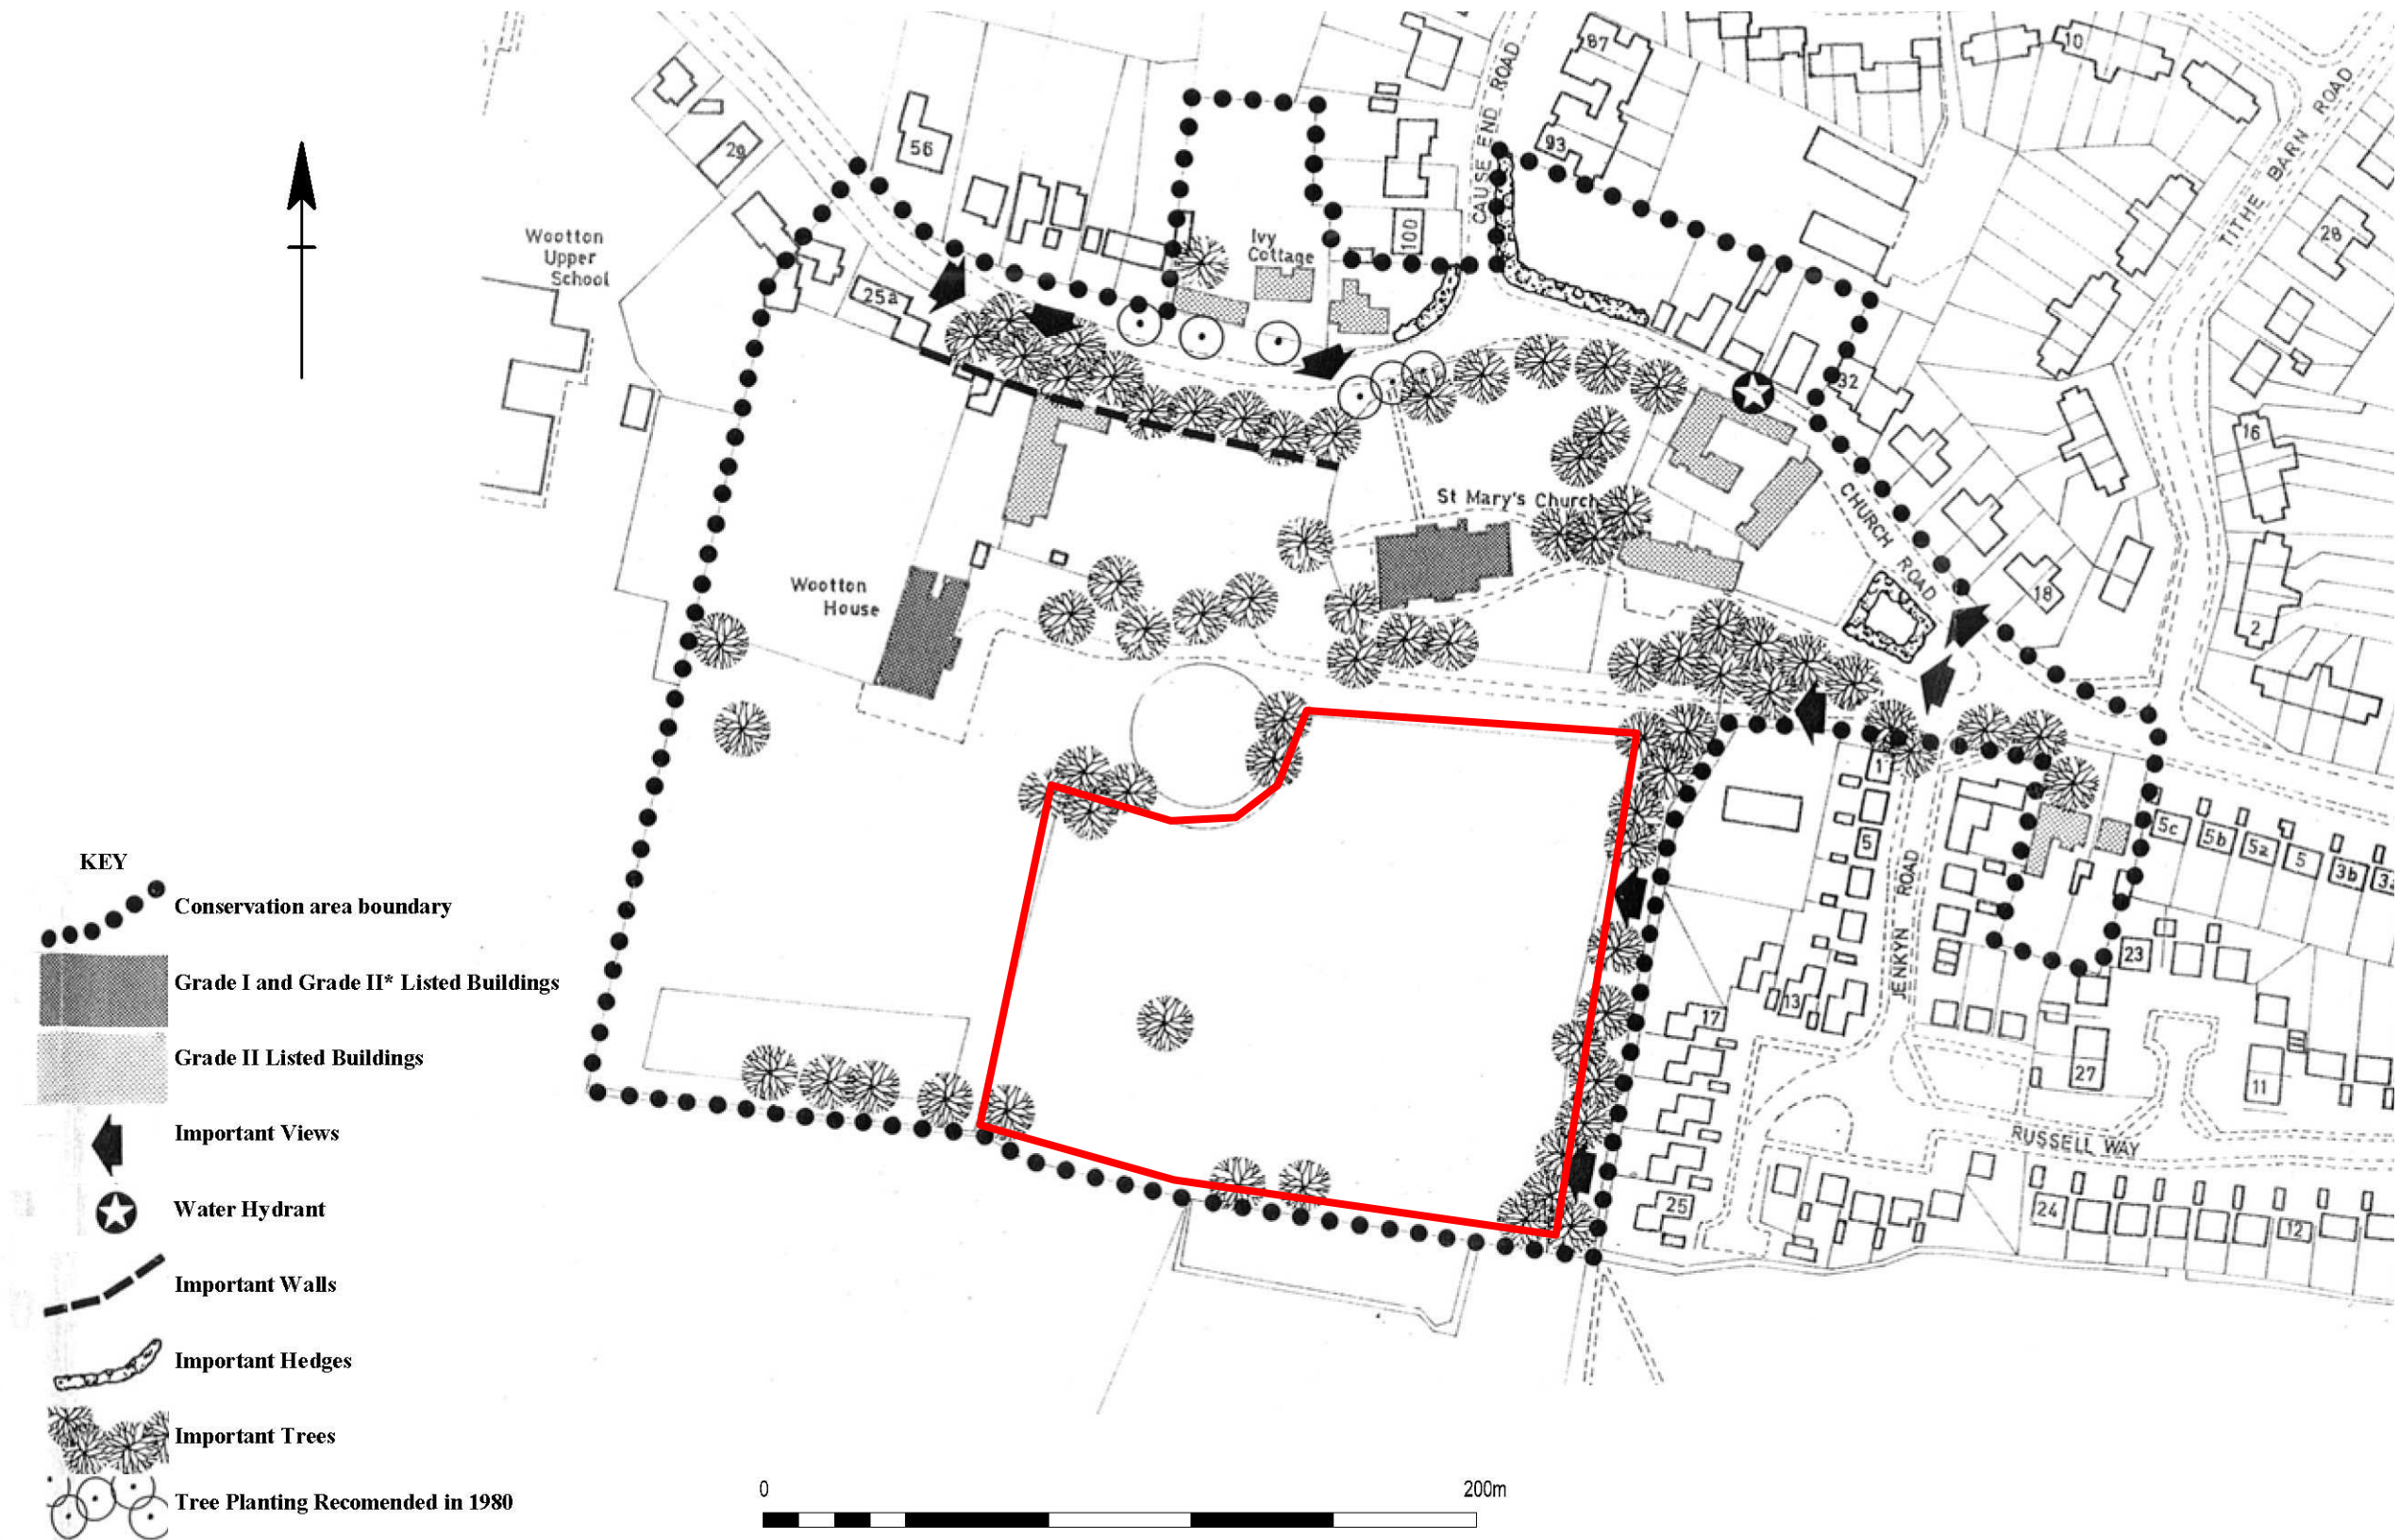 87
10
CAUSE END ROAD
TITHE BARN ROAD
29
56
93
28
Wootton
Upper
School
Ivy
Cottage
100
25a
32
16
St Mary's Church
CHURCH ROAD
Wootton
House
18
2
1
5
5c
5b
5a
5
3b
JENKYN ROAD
23
13
17
27
11
RUSSELL WAY
25
24
12
KEY
Conservation area boundary
Grade I and Grade II* Listed Buildings
Grade II Listed Buildings
Important Views
Water Hydrant
Important Walls
Important Hedges
Important Trees
Tree Planting Recomended in 1980
0
200m